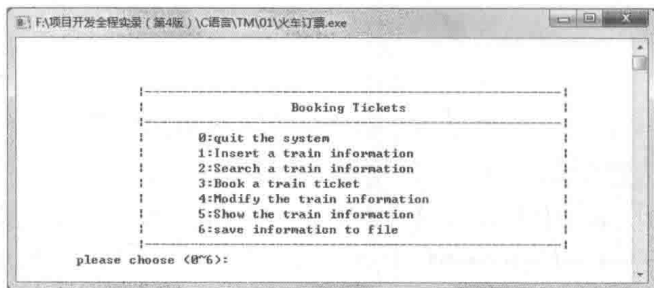 F:\项目开发全程实录（第4版）\C语言\TM\01\火车订票.exe
Booking Tickets
0:quit the system
1:Insert a train information
2:Search a train information
3:Book a train ticket
4:Modify the train information
5:Show the train information
6:save information to file
please choose (0~6):